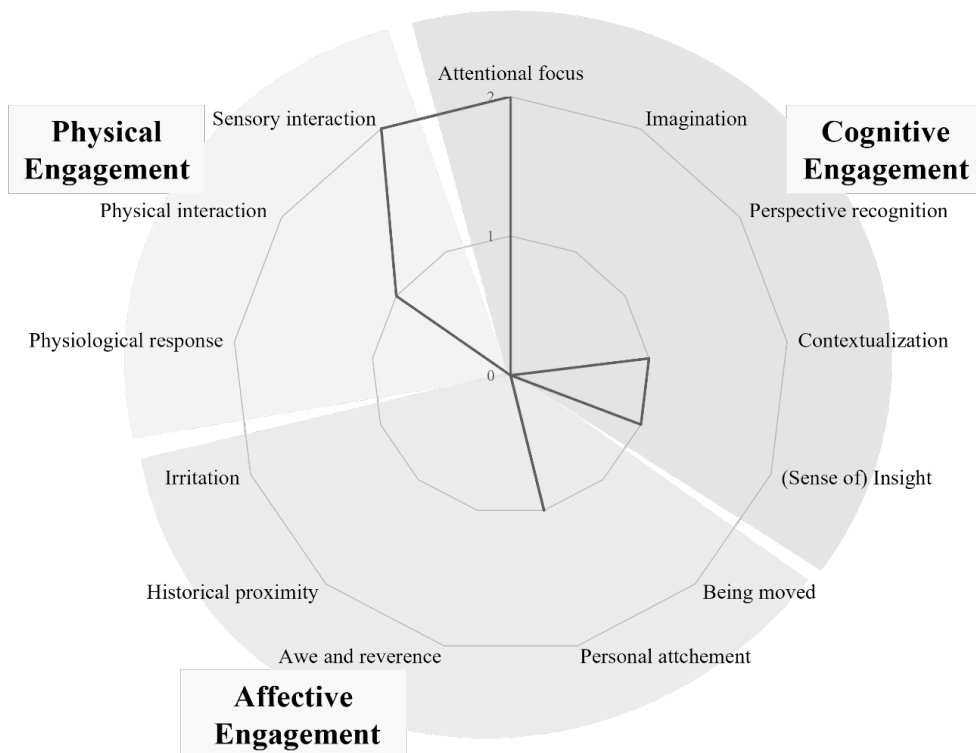 Attentional focus
2
Sensory interaction
Imagination
Physical
Engagement
Cognitive
Engagement
Physical interaction
Perspective recognition
1
Physiological response
Contextualization
0
Irritation
(Sense of) Insight
Historical proximity
Being moved
Awe and reverence
Personal attchement
Affective
Engagement